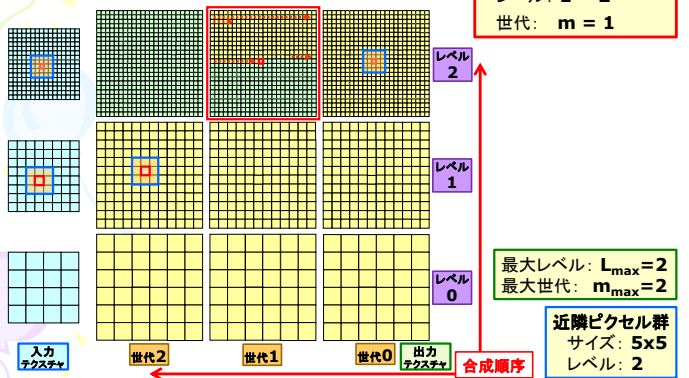 世代: m = 1
レベル
2
レベル
1
最大レベル: Lmax=2
最大世代: mmax=2
レベル
0
近隣ピクセル群
サイズ: 5x5
レベル: 2
入力
テクスチャ
世代2
世代1
世代0
出力
テクスチャ
合成順序